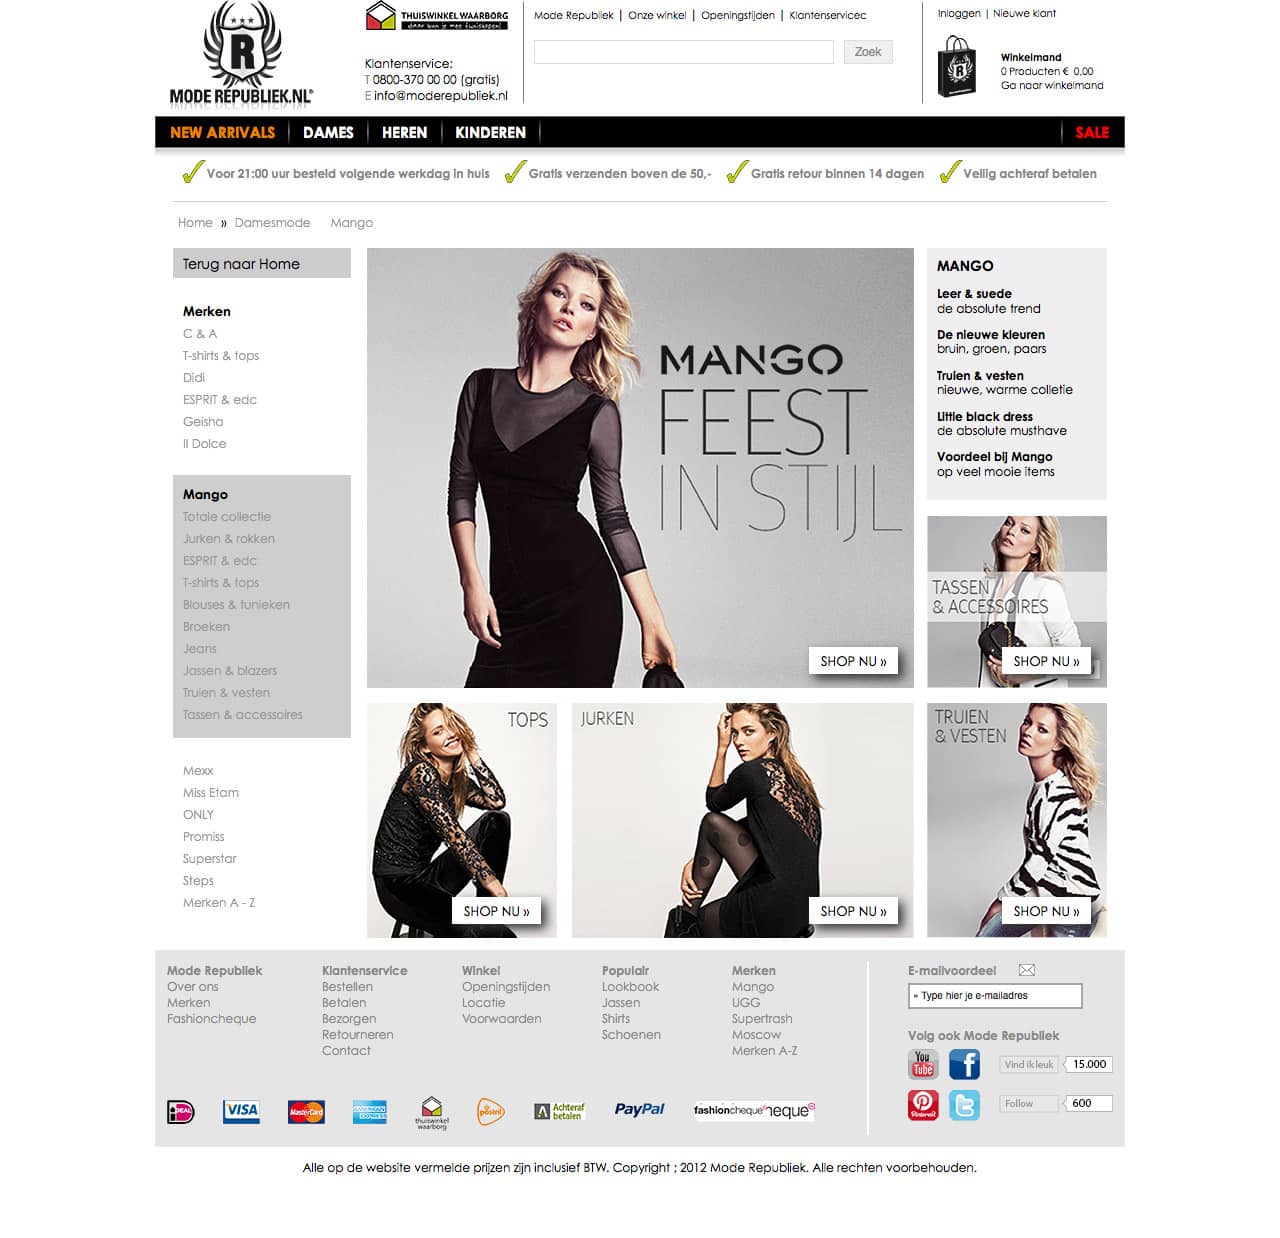 R
MODE REPUBLIEK.NL®
THUISWINKEL WAARBORG
daar kun je mee thuiskopen!
Klantenservice:
T 0800-370 00 00 (gratis)
E info@moderepubliek.nl
Mode Republiek | Onze winkel | Openingstijden | Klantenservicec
Zoek
Inloggen | Nieuwe klant
R
Winkelmand
0 Producten € 0,00
Ga naar winkelmand
NEW ARRIVALS DAMES HEREN KINDEREN SALE
Voor 21:00 uur besteld volgende werkdag in huis Gratis verzenden boven de 50,- Gratis retour binnen 14 dagen Veilig achteraf betalen
Home » Damesmode Mango
Terug naar Home
Merken
C & A
T-shirts & tops
Didi
ESPRIT & edc
Geisha
Il Dolce
Mango
Totale collectie
Jurken & rokken
ESPRIT & edc
T-shirts & tops
Blouses & tunieken
Broeken
Jeans
Jassen & blazers
Truien & vesten
Tassen & accessoires
Mexx
Miss Etam
ONLY
Promiss
Superstar
Steps
Merken A - Z
MANGO
FEEST
IN STIJL
SHOP NU »
MANGO
Leer & suede
de absolute trend
De nieuwe kleuren
bruin, groen, paars
Truien & vesten
nieuwe, warme colletie
Little black dress
de absolute musthave
Voordeel bij Mango
op veel mooie items
TASSEN
& ACCESSOIRES
SHOP NU »
TOPS
SHOP NU »
JURKEN
SHOP NU »
TRUIEN
& VESTEN
SHOP NU »
Mode Republiek
Over ons
Merken
Fashioncheque
Klantenservice
Bestellen
Betalen
Bezorgen
Retourneren
Contact
Winkel
Openingstijden
Locatie
Voorwaarden
Populair
Lookbook
Jassen
Shirts
Schoenen
Merken
Mango
UGG
Supertrash
Moscow
Merken A-Z
E-mailvoordeel
» Type hier je e-mailadres
Volg ook Mode Republiek
You
Tube
f
Vind ik leuk 15.000
Pinterest
t
Follow 600
iDEAL
VISA
MasterCard
AMERICAN
EXPRESS
thuiswinkel
waarborg
posini
Achteraf
betalen
PayPal
fashioncheque heque
Alle op de website vermelde prijzen zijn inclusief BTW. Copyright ; 2012 Mode Republiek. Alle rechten voorbehouden.